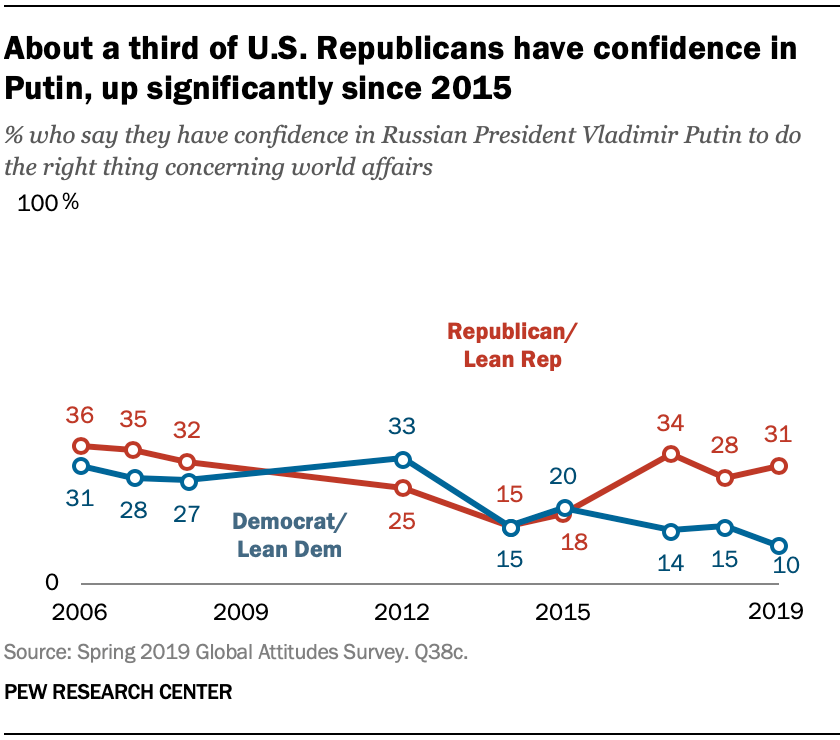 About a third of U.S. Republicans have confidence in
Putin, up significantly since 2015
% who say they have confidence in Russian President Vladimir Putin to do
the right thing concerning world affairs
100 %
Republican/
Lean Rep
36 35 32 33 34 28 31
31 28 27 25 15 20
Democrat/
Lean Dem
15 18 14 15 10
0
2006 2009 2012 2015 2019
Source: Spring 2019 Global Attitudes Survey. Q38c.
PEW RESEARCH CENTER